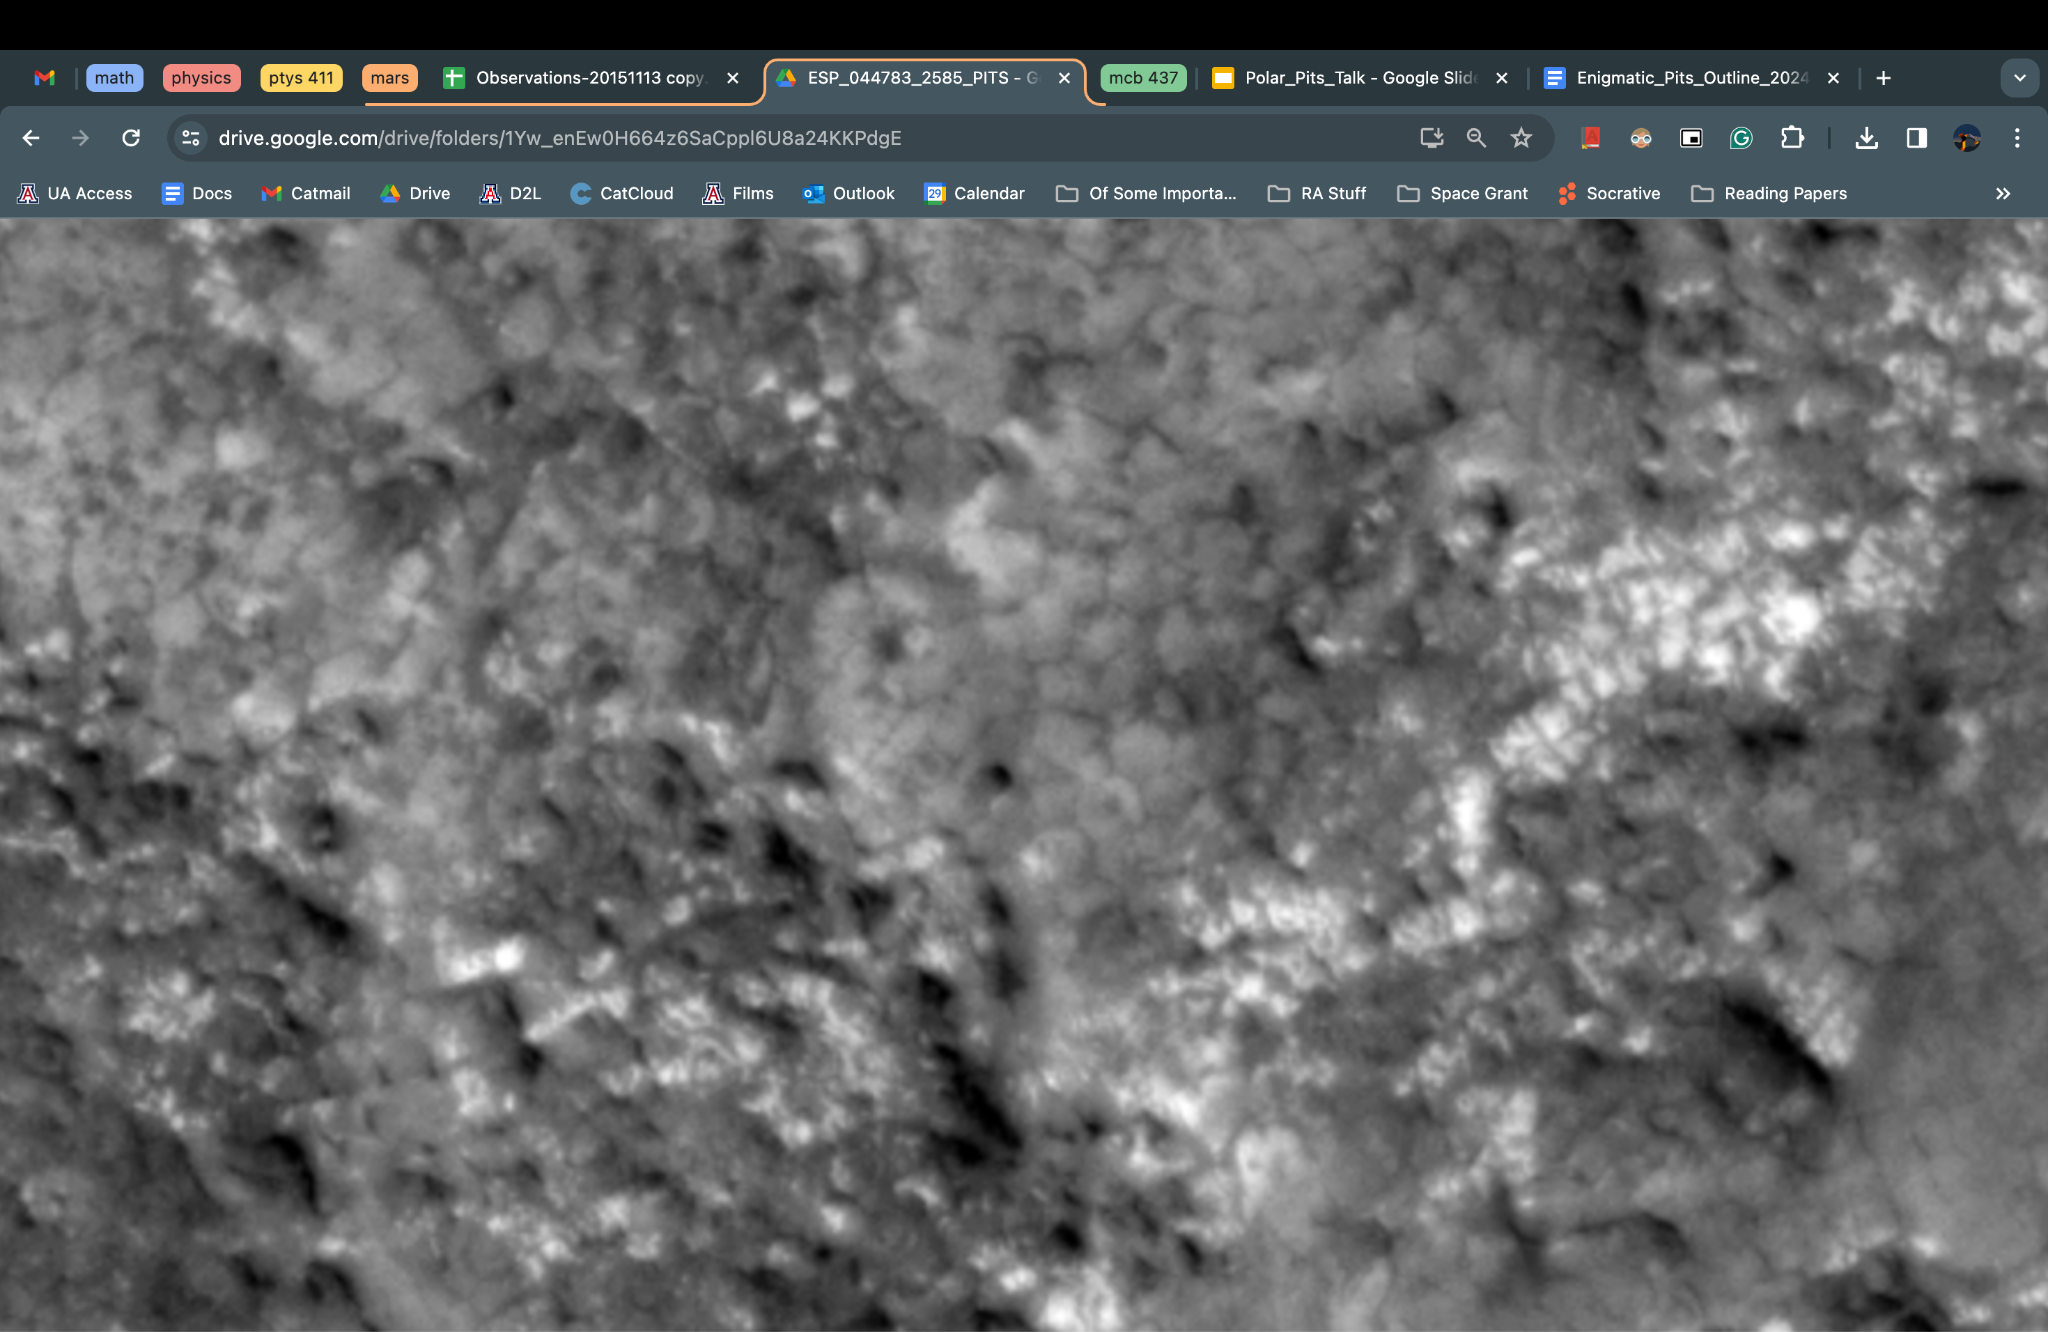 math physics ptys 411 mars Observations-20151113 copy ESP_044783_2585_PITS - G mcb 437 Polar_Pits_Talk - Google Slide Enigmatic_Pits_Outline_2024
drive.google.com/drive/folders/1Yw_enEw0H664z6SaCppl6U8a24KKPdgE
UA Access Docs Catmail Drive D2L CatCloud Films Outlook 29 Calendar Of Some Importa... RA Stuff Space Grant Socrative Reading Papers